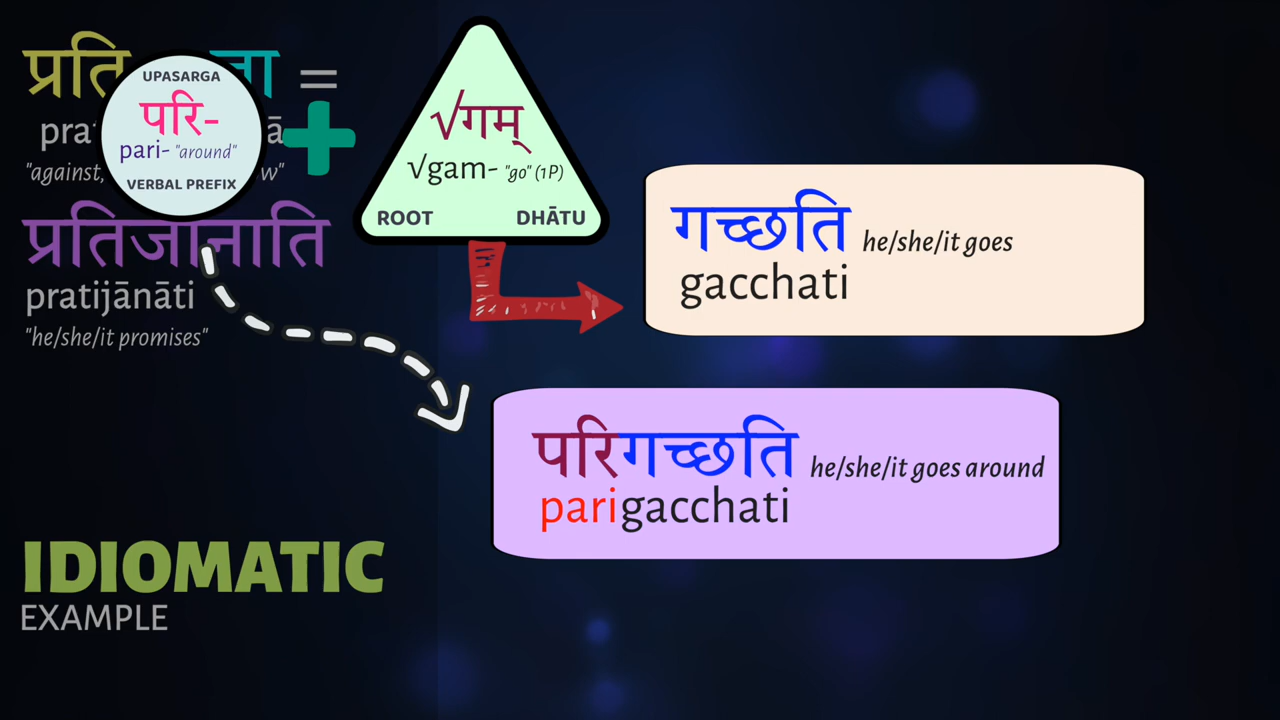 प्रति ज्ञा =
UPASARGA
परि-
pari- "around"
VERBAL PREFIX
+
√गम्
√gam- "go" (1P)
ROOT DHĀTU
"against,
प्रतिजानाति
pratijānāti
"he/she/it promises"
गच्छति he/she/it goes
gacchati
परिगच्छति he/she/it goes around
parigacchati
IDIOMATIC
EXAMPLE